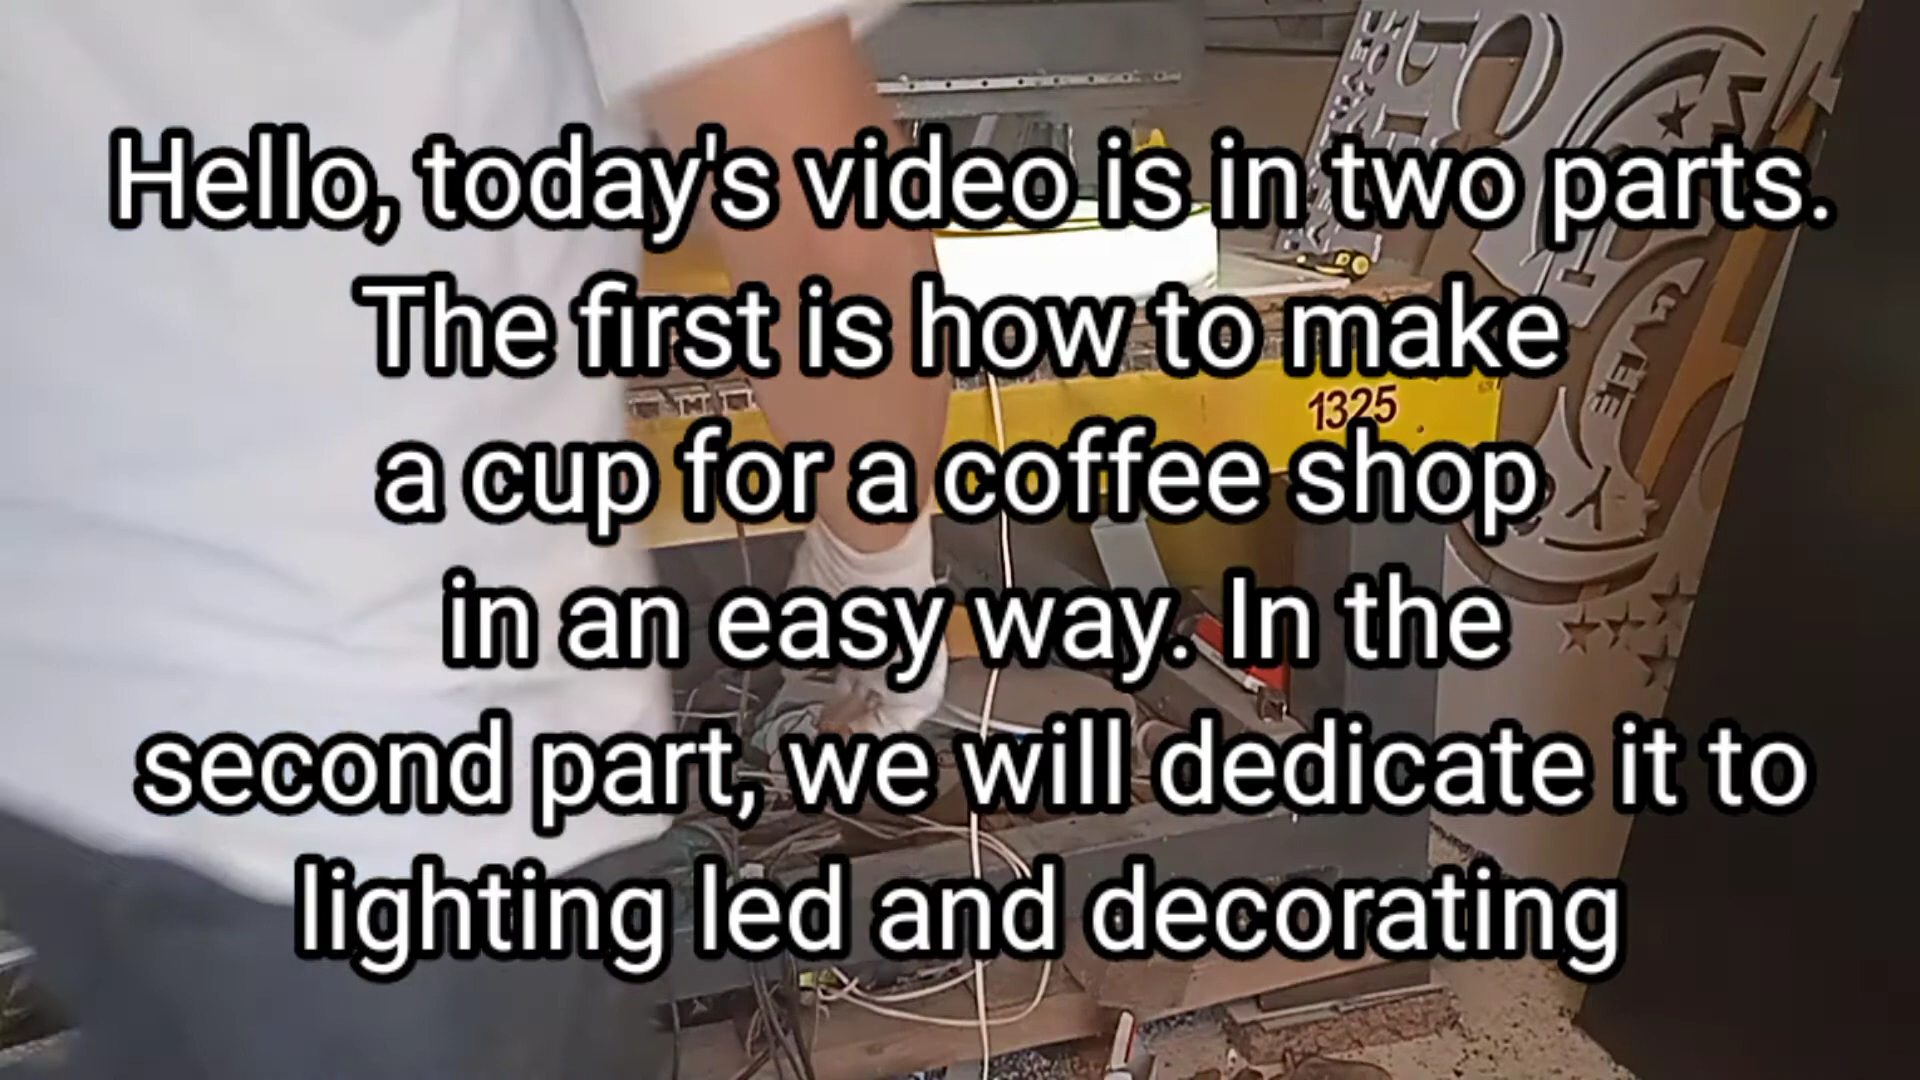 Hello, today's video is in two parts.
The first is how to make
a cup for a coffee shop
in an easy way. In the
second part, we will dedicate it to
lighting led and decorating
1325